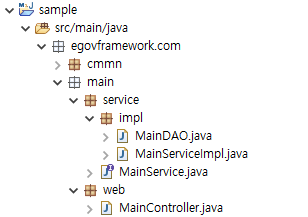 sample
src/main/java
egovframework.com
cmmn
main
service
impl
MainDAO.java
MainServiceImpl.java
MainService.java
web
MainController.java